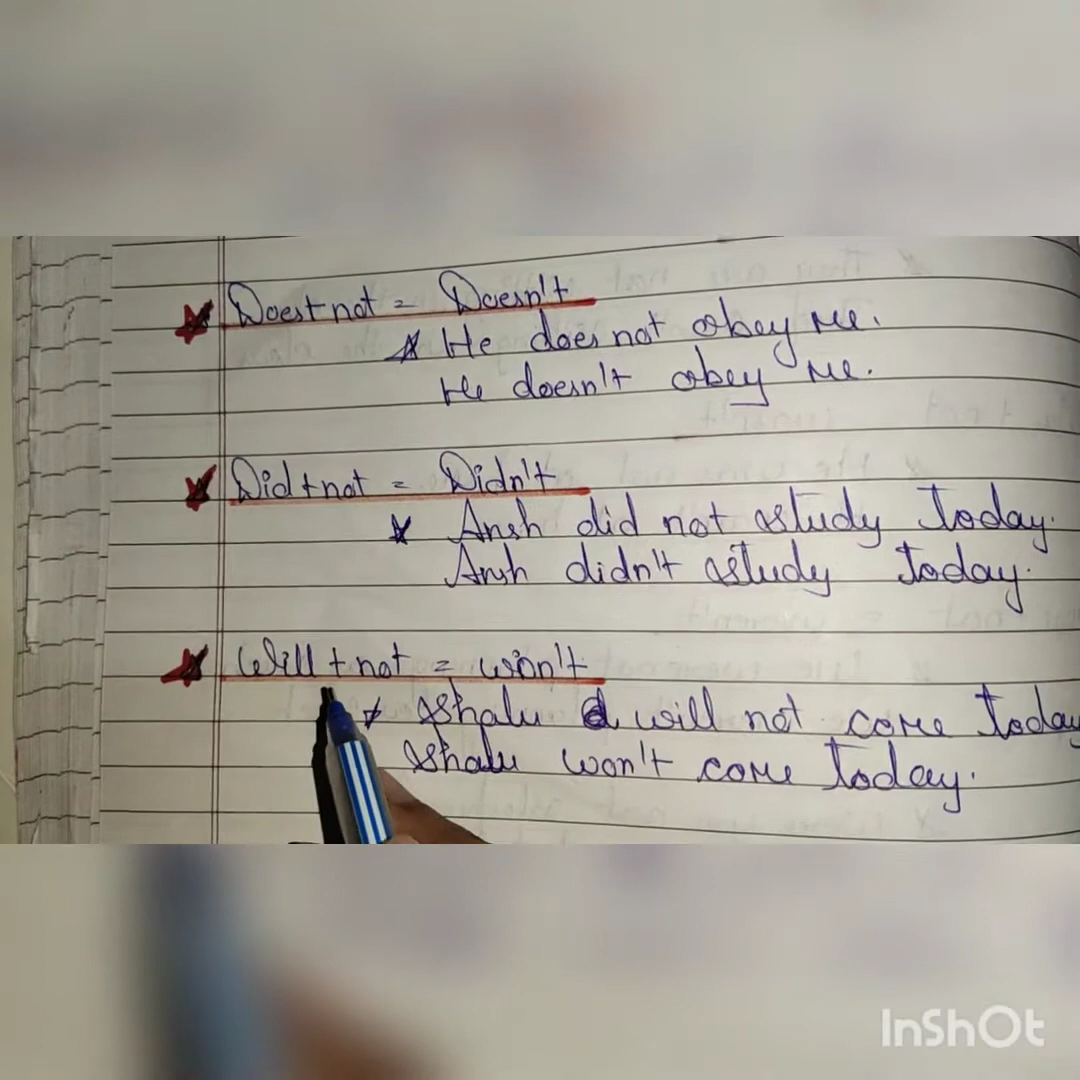 Does+not = Doesn't
He does not obey me.
He doesn't obey me.
Did+not = Didn't
Ansh did not study today.
Ansh didn't study today.
Will+not = won't
Shalu will not come today
Shalu won't come today.
InShOt